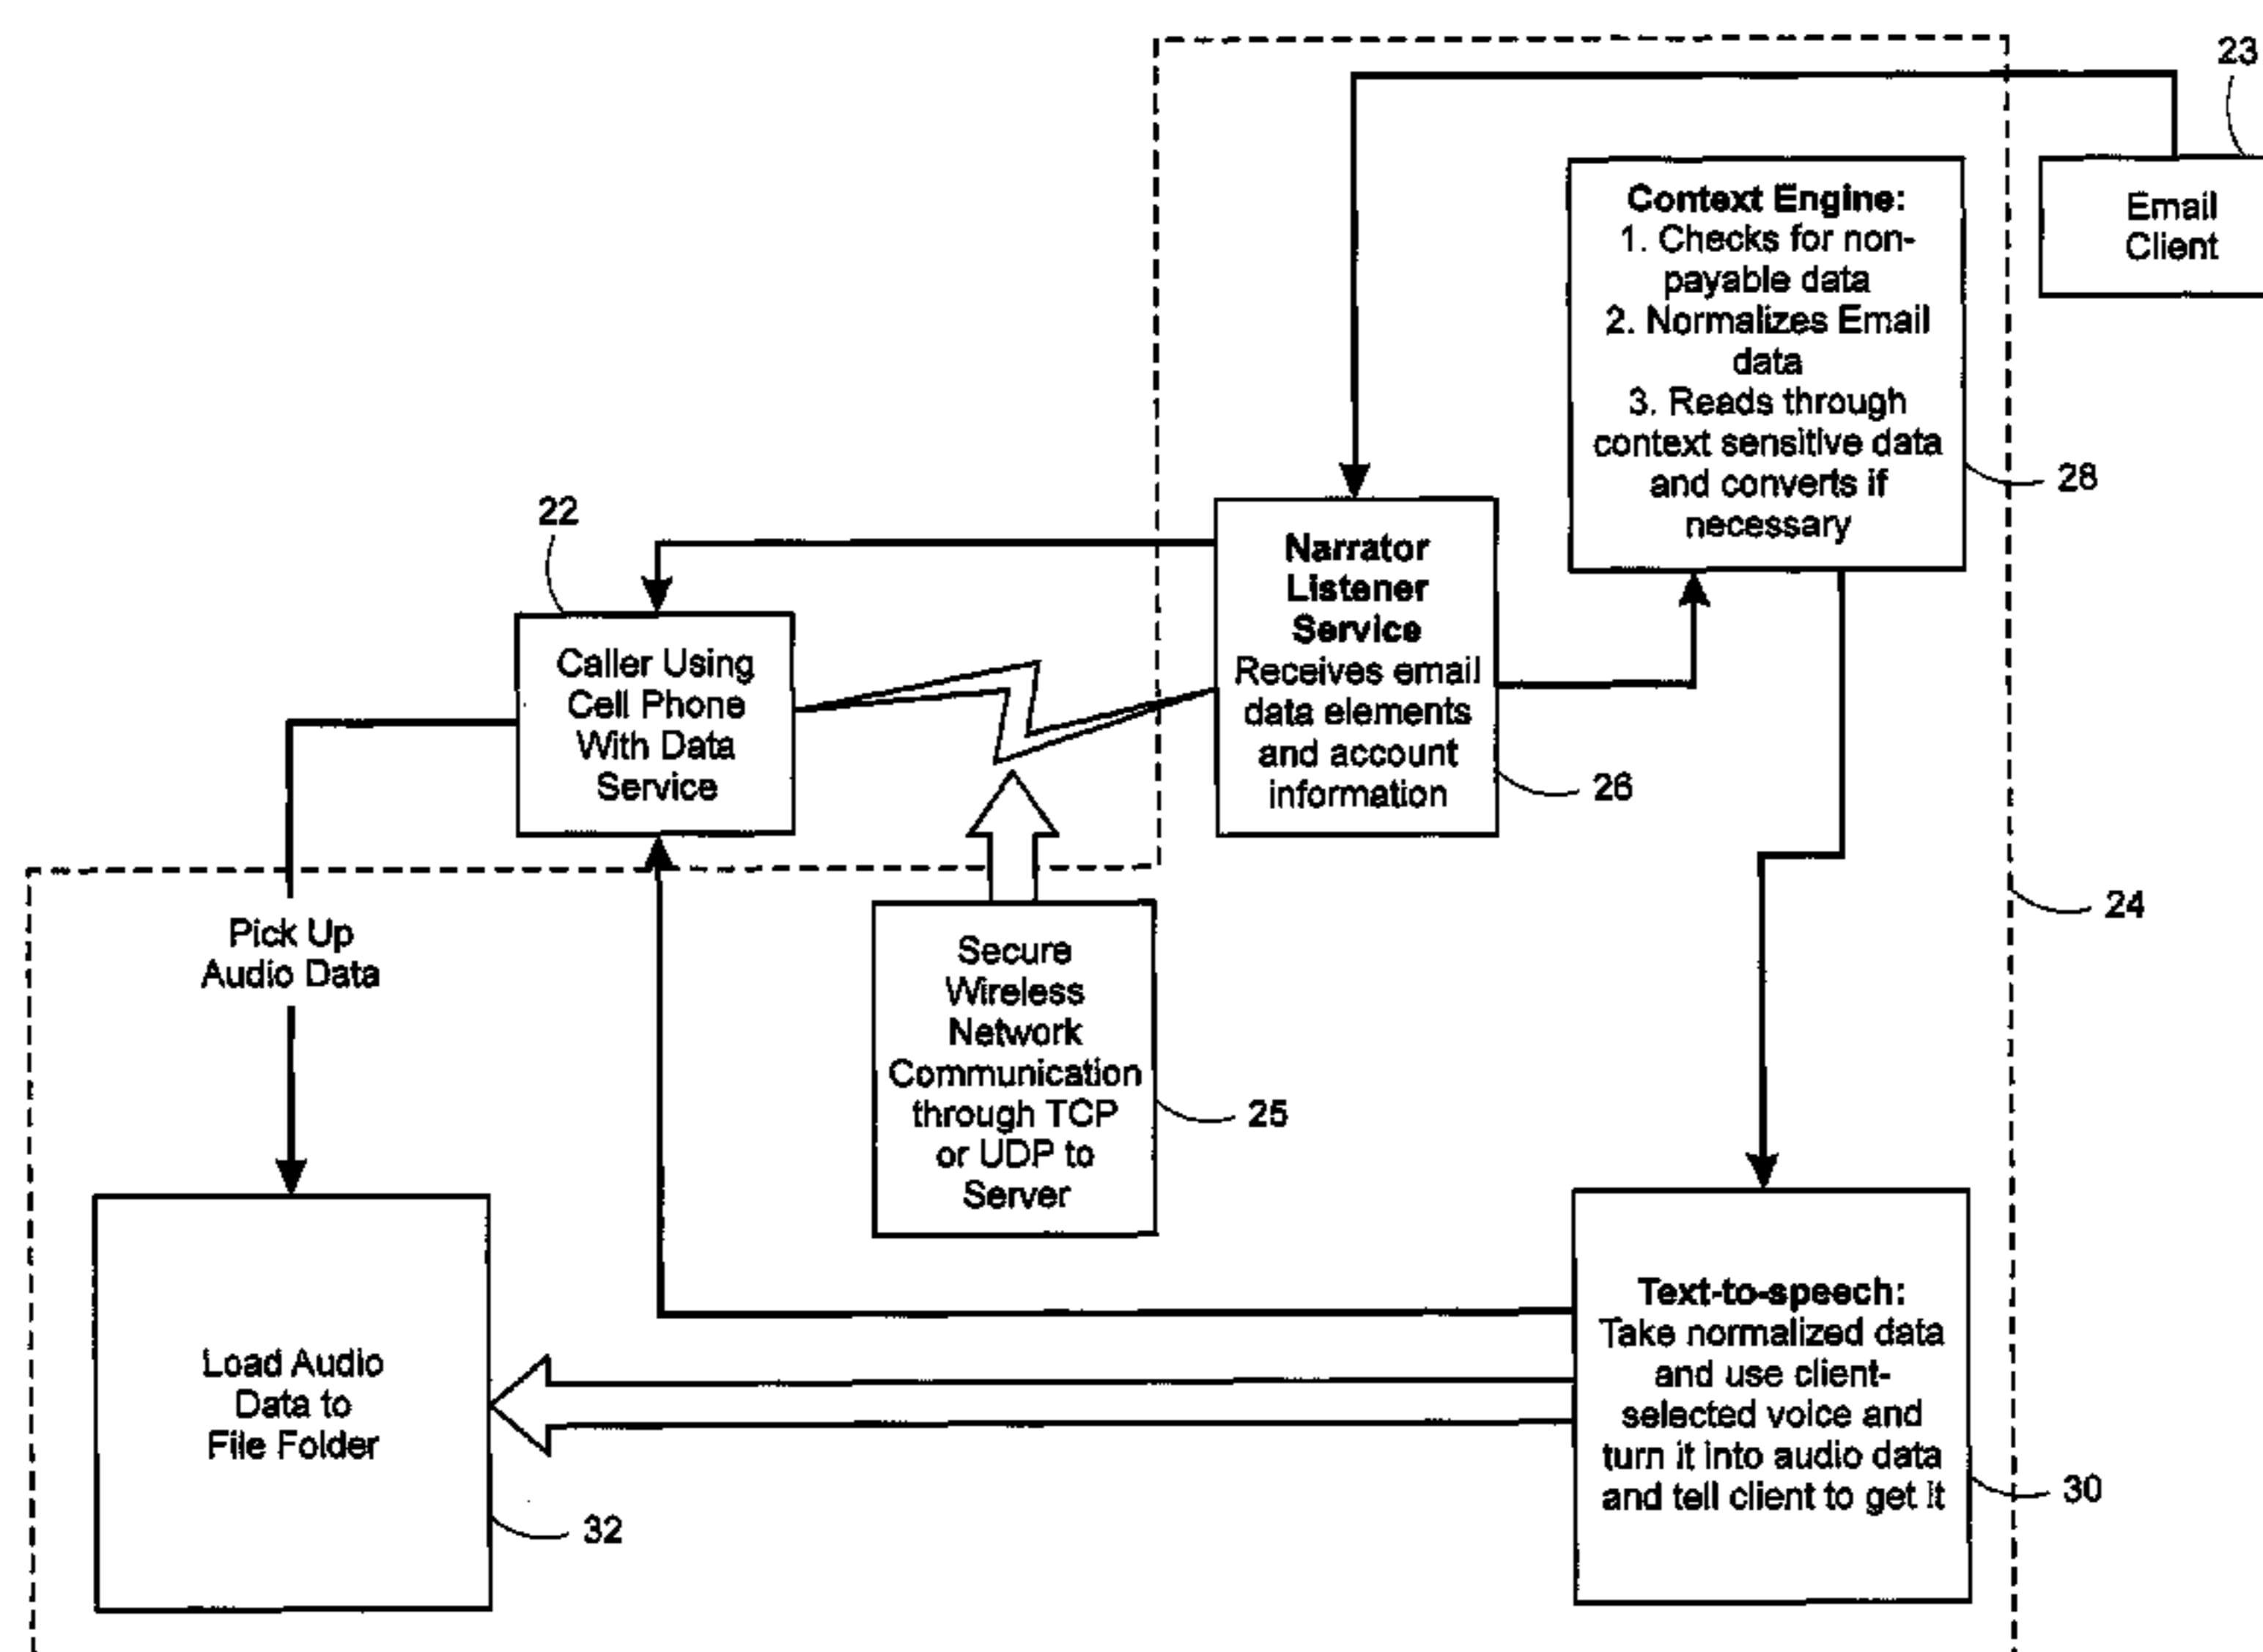 23
Email
Client
Context Engine:
1. Checks for non-
payable data
2. Normalizes Email
data
3. Reads through
context sensitive data
and converts if
necessary
28
22
Caller Using
Cell Phone
With Data
Service
Narrator
Listener
Service
Receives email
data elements
and account
information
26
24
Pick Up
Audio Data
Secure
Wireless
Network
Communication
through TCP
or UDP to
Server
25
Load Audio
Data to
File Folder
32
Text-to-speech:
Take normalized data
and use client-
selected voice and
turn it into audio data
and tell client to get it
30